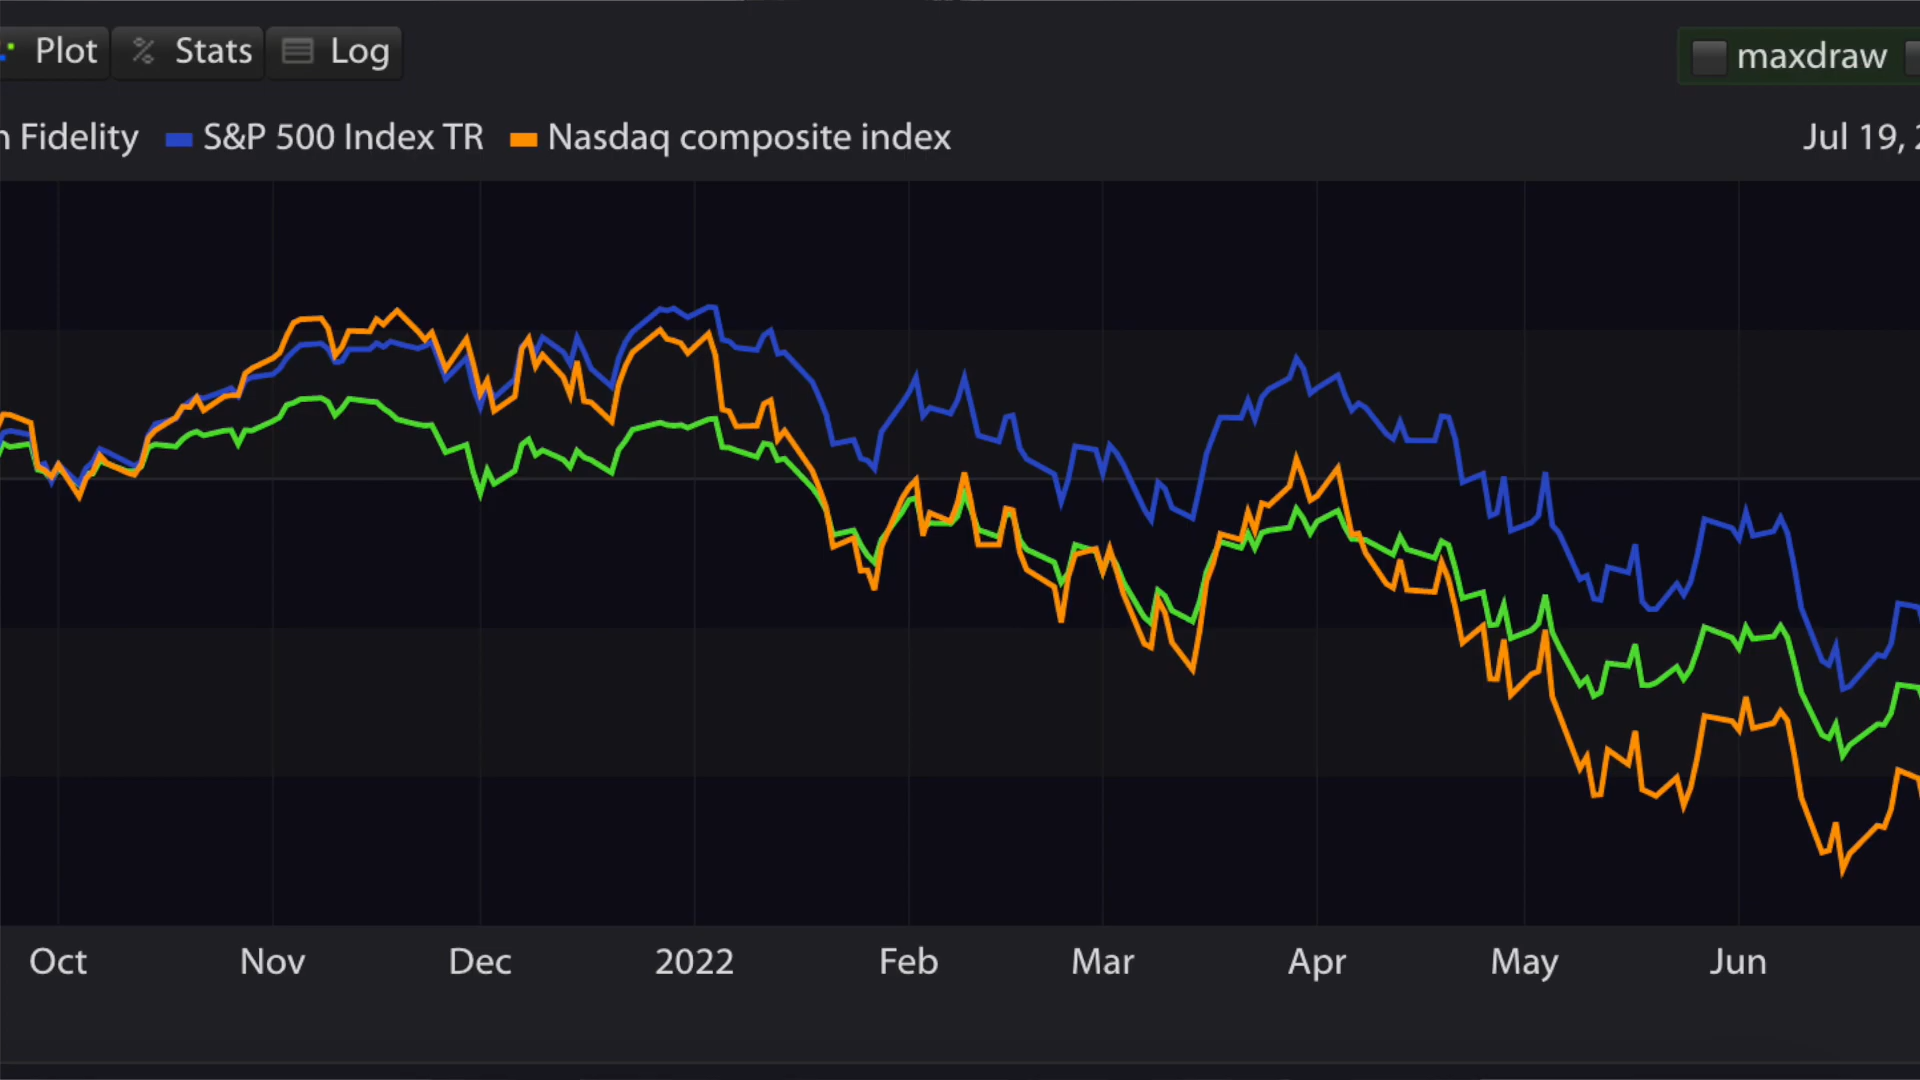 Plot % Stats Log maxdraw
Fidelity S&P 500 Index TR Nasdaq composite index Jul 19,
Oct Nov Dec 2022 Feb Mar Apr May Jun